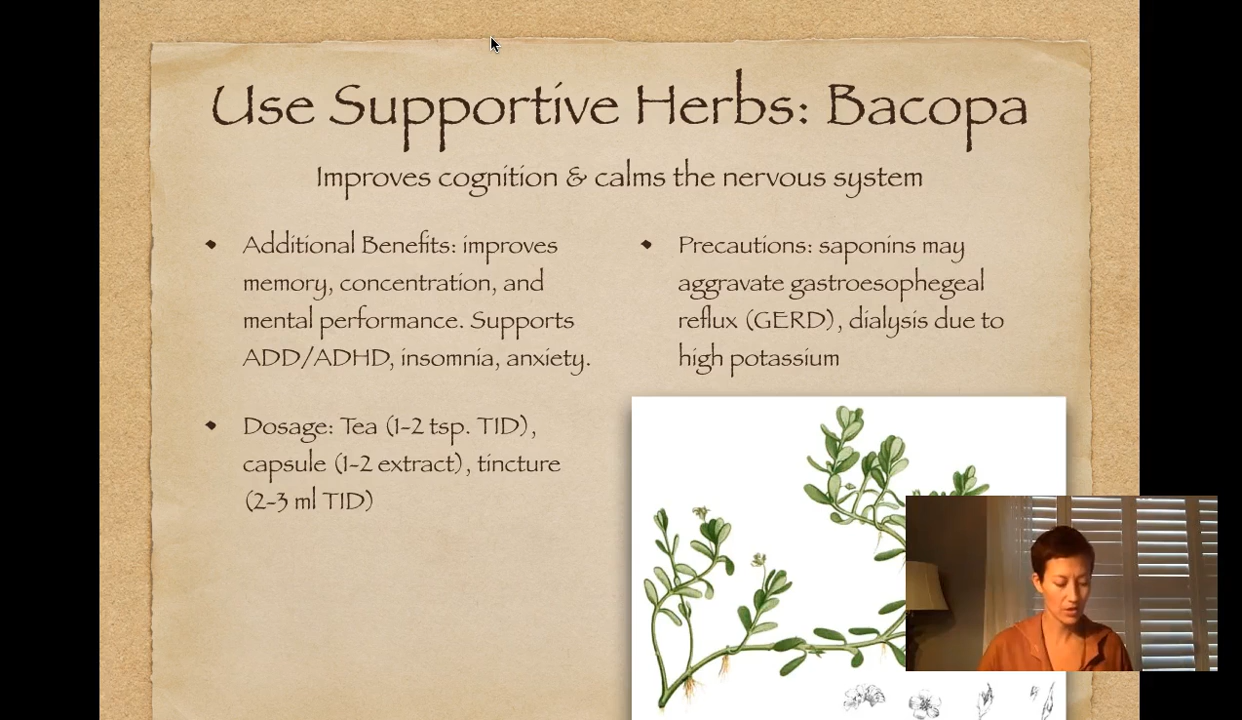 Use Supportive Herbs: Bacopa
Improves cognition & calms the nervous system
Additional Benefits: improves
memory, concentration, and
mental performance. Supports
ADD/ADHD, insomnia, anxiety.
Dosage: Tea (1-2 tsp. TID),
capsule (1-2 extract), tincture
(2-3 ml TID)
Precautions: saponins may
aggravate gastroesophegeal
reflux (GERD), dialysis due to
high potassium